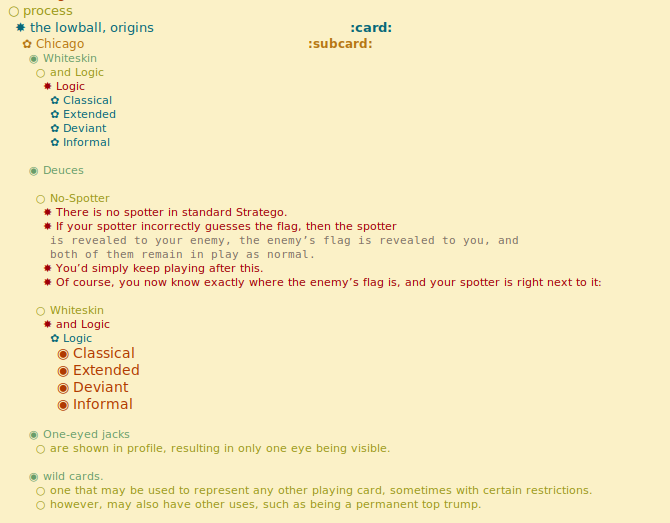 process
the lowball, origins :card:
Chicago :subcard:
Whiteskin
and Logic
Logic
Classical
Extended
Deviant
Informal
Deuces
No-Spotter
There is no spotter in standard Stratego.
If your spotter incorrectly guesses the flag, then the spotter
is revealed to your enemy, the enemy’s flag is revealed to you, and
both of them remain in play as normal.
You’d simply keep playing after this.
Of course, you now know exactly where the enemy’s flag is, and your spotter is right next to it:
Whiteskin
and Logic
Logic
Classical
Extended
Deviant
Informal
One-eyed jacks
are shown in profile, resulting in only one eye being visible.
wild cards.
one that may be used to represent any other playing card, sometimes with certain restrictions.
however, may also have other uses, such as being a permanent top trump.